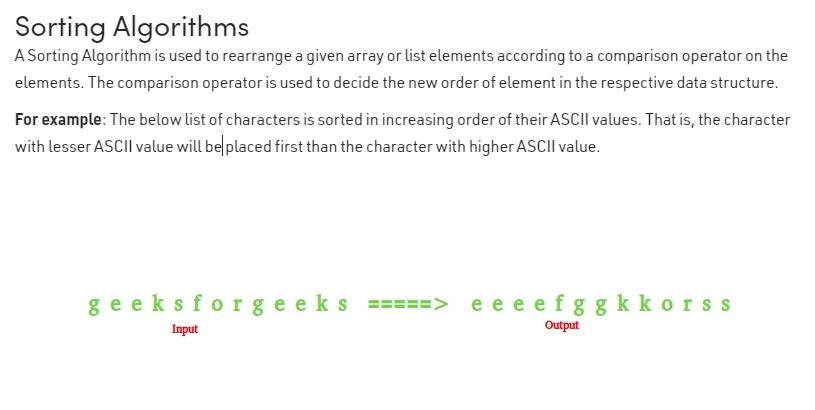 Sorting Algorithms
A Sorting Algorithm is used to rearrange a given array or list elements according to a comparison operator on the
elements. The comparison operator is used to decide the new order of element in the respective data structure.
For example: The below list of characters is sorted in increasing order of their ASCII values. That is, the character
with lesser ASCII value will be placed first than the character with higher ASCII value.
g e e k s f o r g e e k s =====> e e e e f g g k k o r s s
Input Output